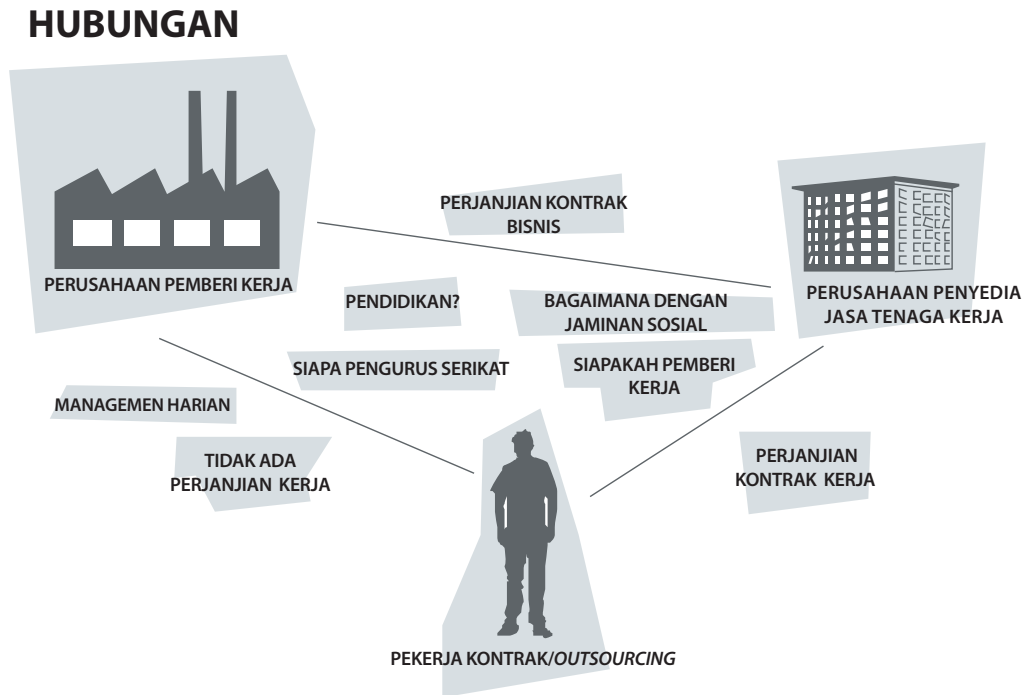 HUBUNGAN
PERJANJIAN KONTRAK
BISNIS
PERUSAHAAN PEMBERI KERJA
PERUSAHAAN PENYEDIA
JASA TENAGA KERJA
PENDIDIKAN?
BAGAIMANA DENGAN
JAMINAN SOSIAL
SIAPA PENGURUS SERIKAT
SIAPAKAH PEMBERI
KERJA
MANAGEMEN HARIAN
TIDAK ADA
PERJANJIAN KERJA
PERJANJIAN
KONTRAK KERJA
PEKERJA KONTRAK/OUTSOURCING